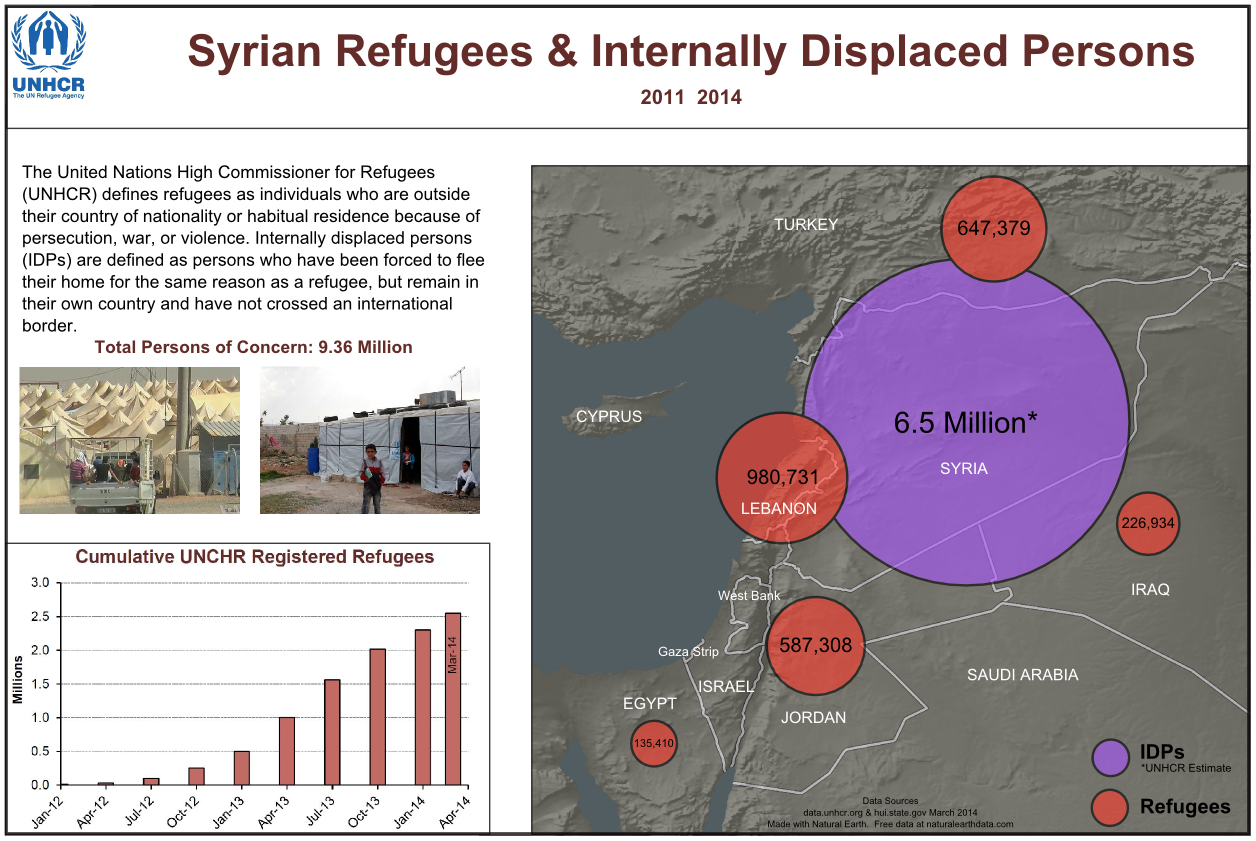 UNHCR
The UN Refugee Agency
Syrian Refugees & Internally Displaced Persons
2011  2014
The United Nations High Commissioner for Refugees
(UNHCR) defines refugees as individuals who are outside
their country of nationality or habitual residence because of
persecution, war, or violence. Internally displaced persons
(IDPs) are defined as persons who have been forced to flee
their home for the same reason as a refugee, but remain in
their own country and have not crossed an international
border.
Total Persons of Concern: 9.36 Million
Cumulative UNCHR Registered Refugees
Millions
3.0
2.5
2.0
1.5
1.0
0.5
0.0
Mar-14
Jan-12
Apr-12
Jul-12
Oct-12
Jan-13
Apr-13
Jul-13
Oct-13
Jan-14
Apr-14
TURKEY
647,379
CYPRUS
6.5 Million*
SYRIA
980,731
LEBANON
226,934
IRAQ
West Bank
587,308
Gaza Strip
ISRAEL
SAUDI ARABIA
EGYPT
JORDAN
135,410
IDPs
*UNHCR Estimate
Refugees
Data Sources
data.unhcr.org & hui.state.gov March 2014
Made with Natural Earth.  Free data at naturalearthdata.com